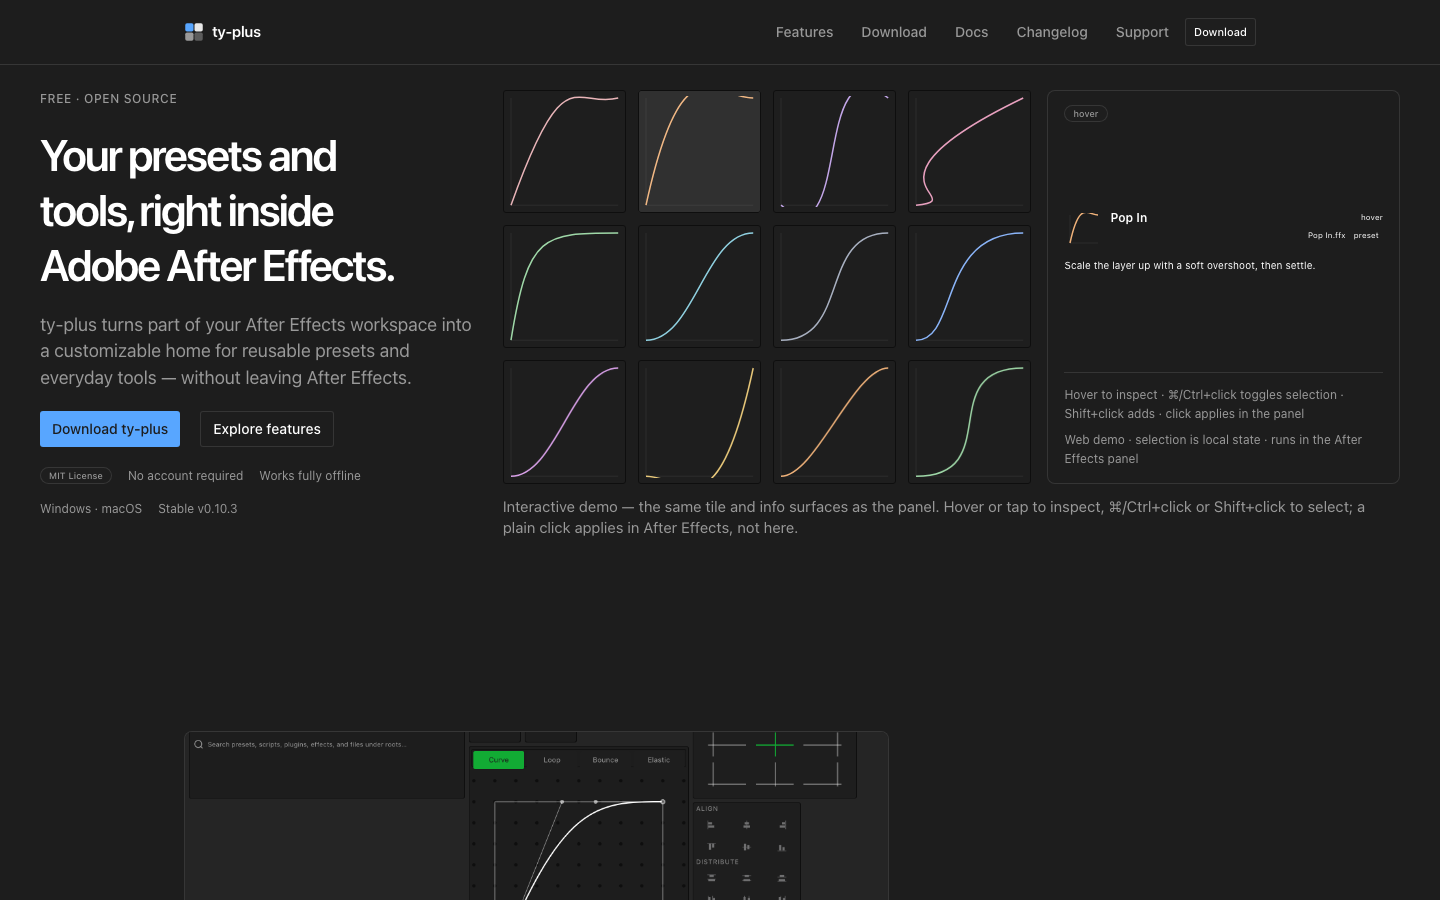 ty-plus
Features
Download
Docs
Changelog
Support
Download
FREE · OPEN SOURCE
Your presets and
tools, right inside
Adobe After Effects.
ty-plus turns part of your After Effects workspace into
a customizable home for reusable presets and
everyday tools — without leaving After Effects.
Download ty-plus
Explore features
MIT License
No account required
Works fully offline
Windows · macOS
Stable v0.10.3
hover
Pop In
hover
Pop In.ffx
preset
Scale the layer up with a soft overshoot, then settle.
Hover to inspect · ⌘/Ctrl+click toggles selection ·
Shift+click adds · click applies in the panel
Web demo · selection is local state · runs in the After
Effects panel
Interactive demo — the same tile and info surfaces as the panel. Hover or tap to inspect, ⌘/Ctrl+click or Shift+click to select; a
plain click applies in After Effects, not here.
Search presets, scripts, plugins, effects, and files under roots...
Curve
Loop
Bounce
Elastic
ALIGN
DISTRIBUTE